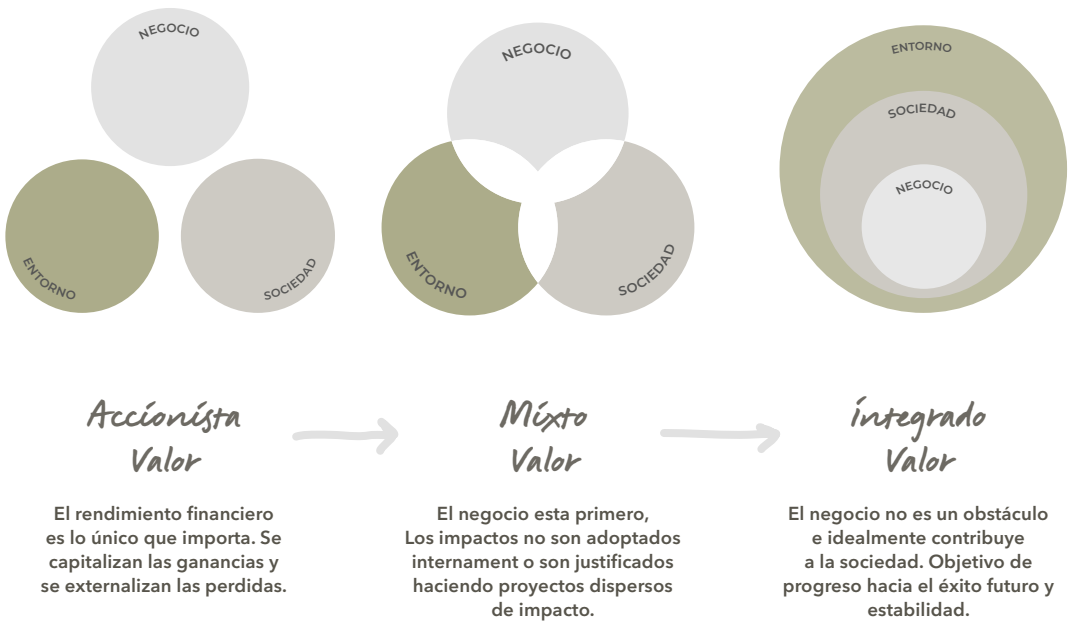 NEGOCIO
ENTORNO
SOCIEDAD
NEGOCIO
ENTORNO
SOCIEDAD
ENTORNO
SOCIEDAD
NEGOCIO
Accionista
Valor
El rendimiento financiero
es lo único que importa. Se
capitalizan las ganancias y
se externalizan las perdidas.
Mixto
Valor
El negocio esta primero,
Los impactos no son adoptados
internament o son justificados
haciendo proyectos dispersos
de impacto.
integrado
Valor
El negocio no es un obstáculo
e idealmente contribuye
a la sociedad. Objetivo de
progreso hacia el éxito futuro y
estabilidad.